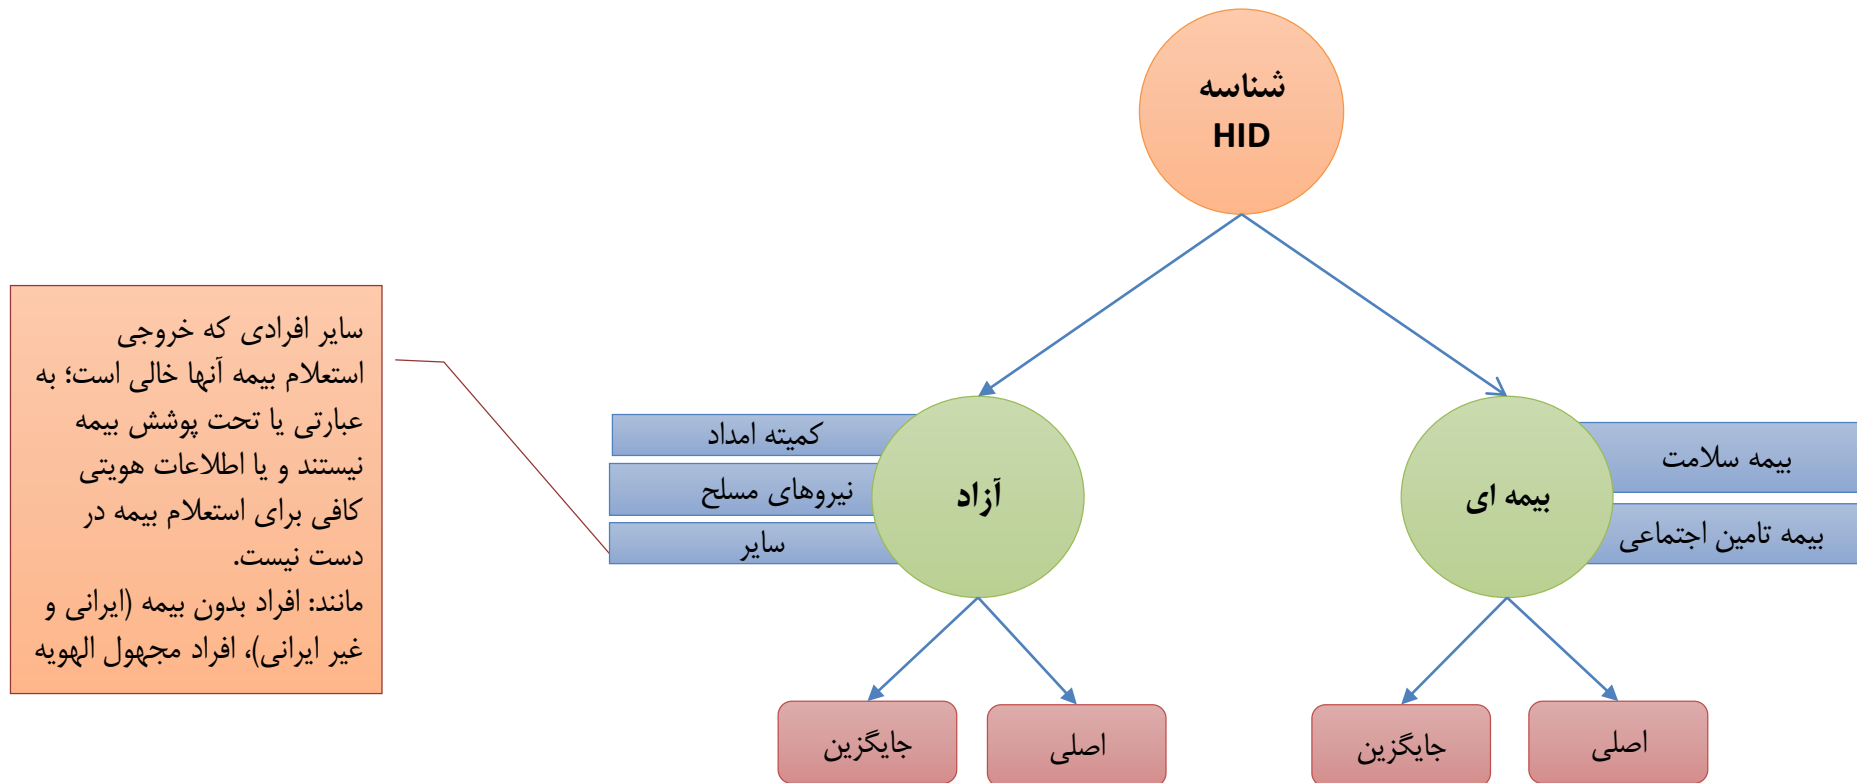 شناسه
HID
بیمه ای
بیمه سلامت
بیمه تامین اجتماعی
آزاد
کمیته امداد
نیروهای مسلح
سایر
سایر افرادی که خروجی
استعلام بیمه آنها خالی است؛ به
عبارتی یا تحت پوشش بیمه
نیستند و یا اطلاعات هویتی
کافی برای استعلام بیمه در
دست نیست.
مانند: افراد بدون بیمه (ایرانی و
غیر ایرانی)، افراد مجهول الهویه
اصلی
جایگزین
اصلی
جایگزین